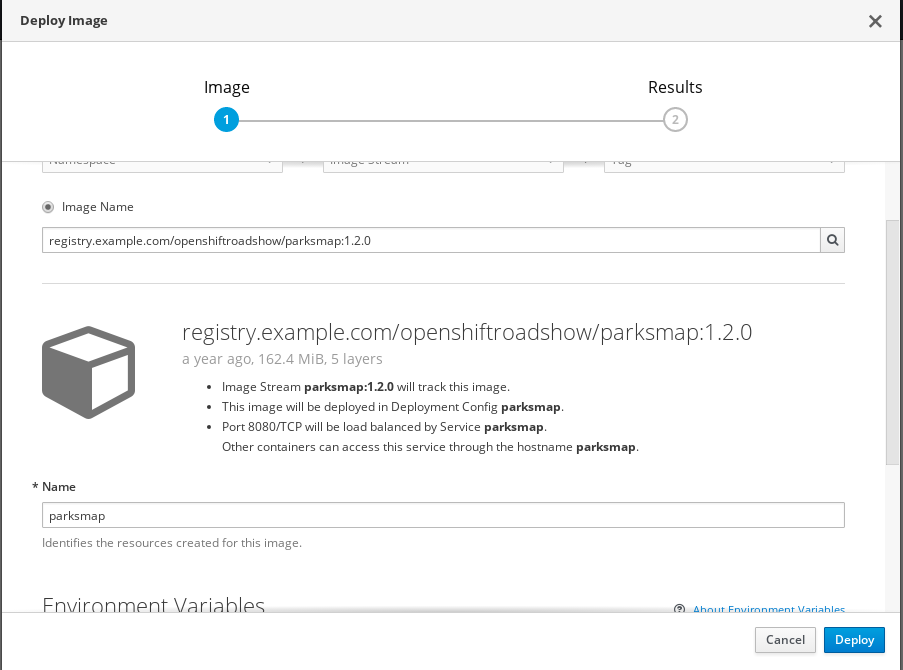 Deploy Image
Image
Results
1
2
Namespace
Image Stream
Tag
Image Name
registry.example.com/openshiftroadshow/parksmap:1.2.0
registry.example.com/openshiftroadshow/parksmap:1.2.0
a year ago, 162.4 MiB, 5 layers
Image Stream parksmap:1.2.0 will track this image.
This image will be deployed in Deployment Config parksmap.
Port 8080/TCP will be load balanced by Service parksmap.
Other containers can access this service through the hostname parksmap.
* Name
parksmap
Identifies the resources created for this image.
Environment Variables
About Environment Variables
Cancel
Deploy